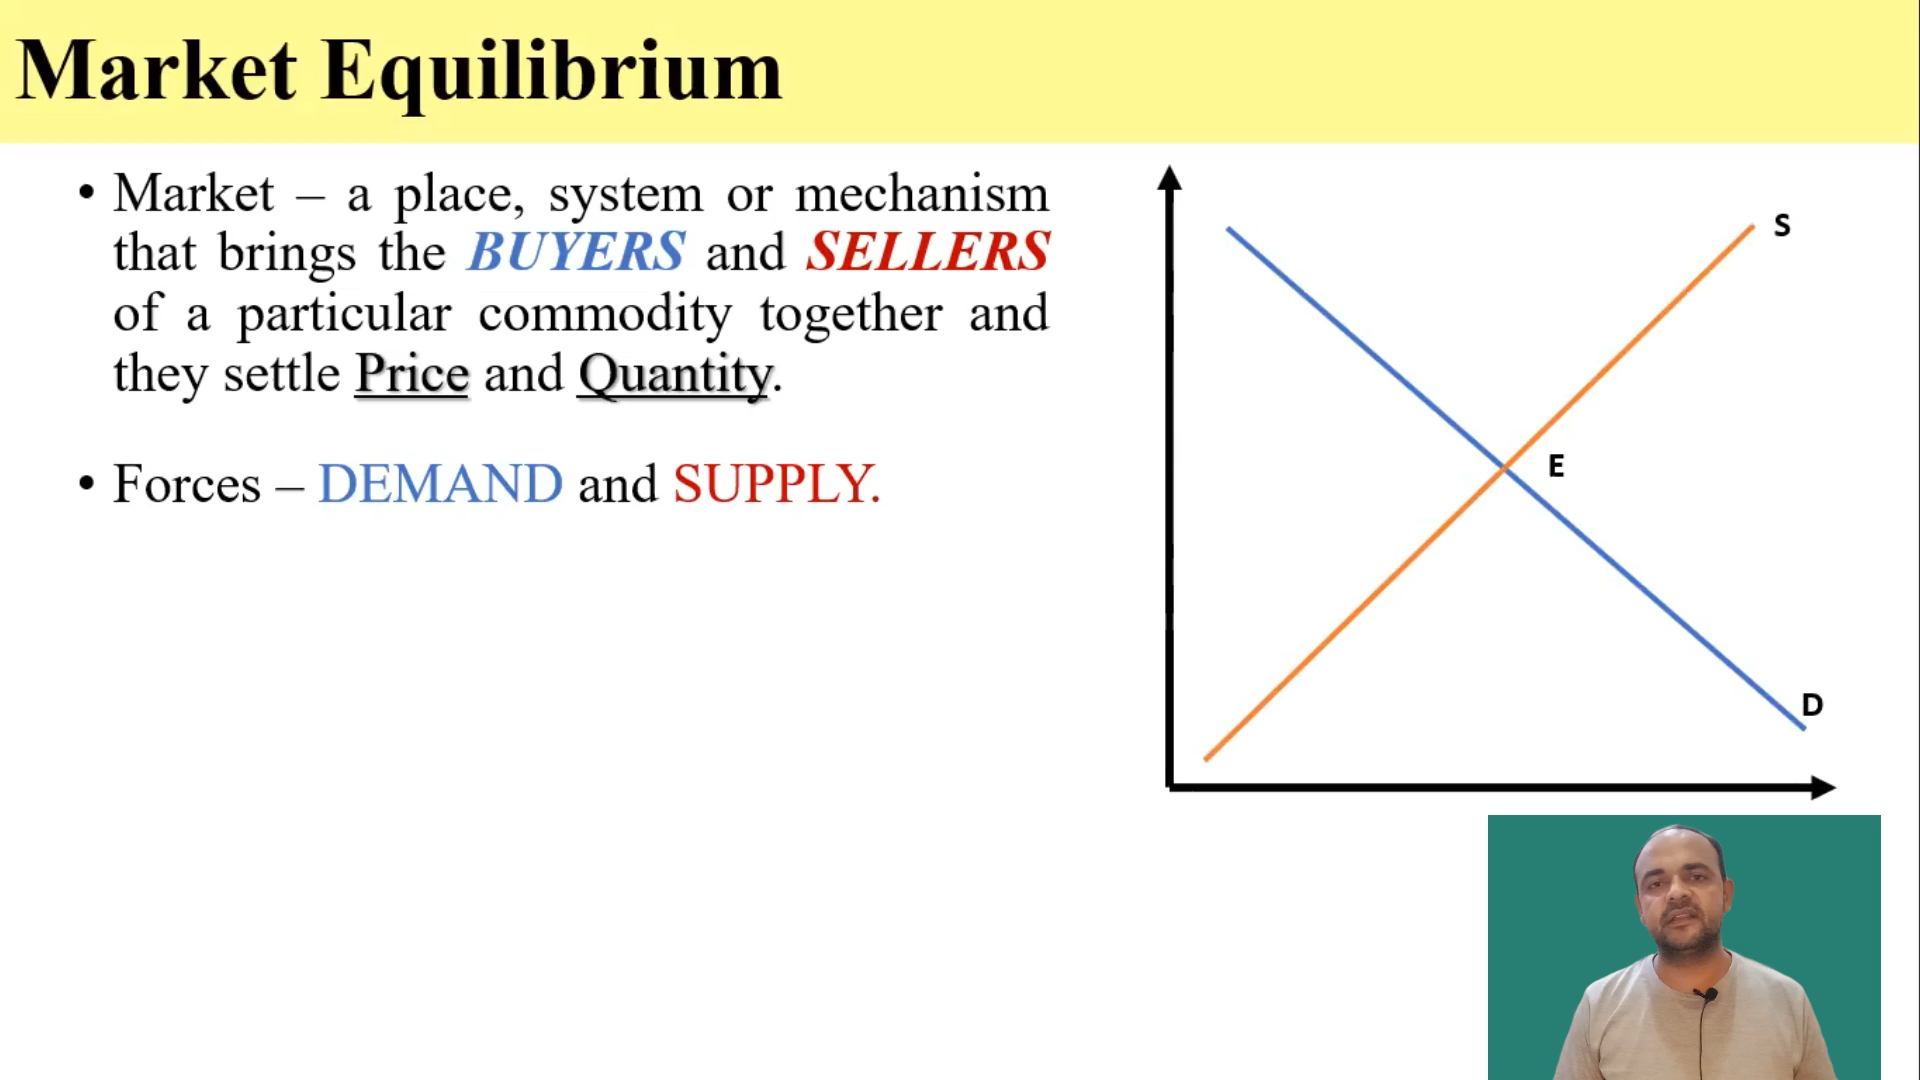 Market Equilibrium
• Market – a place, system or mechanism
that brings the BUYERS and SELLERS
of a particular commodity together and
they settle Price and Quantity.
• Forces – DEMAND and SUPPLY.
S
E
D